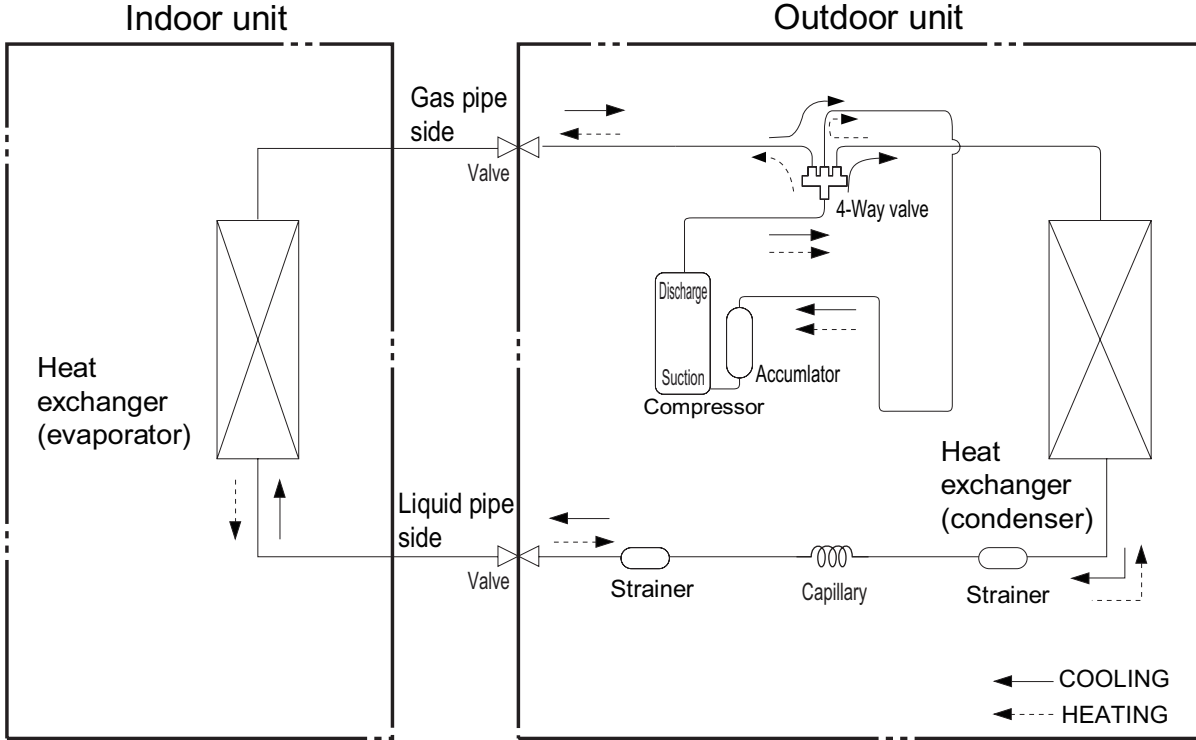 Indoor unit
Outdoor unit
Gas pipe
side
Valve
4-Way valve
Discharge
Suction
Compressor
Accumlator
Heat
exchanger
(evaporator)
Heat
exchanger
(condenser)
Liquid pipe
side
Valve
Strainer
Capillary
Strainer
COOLING
HEATING